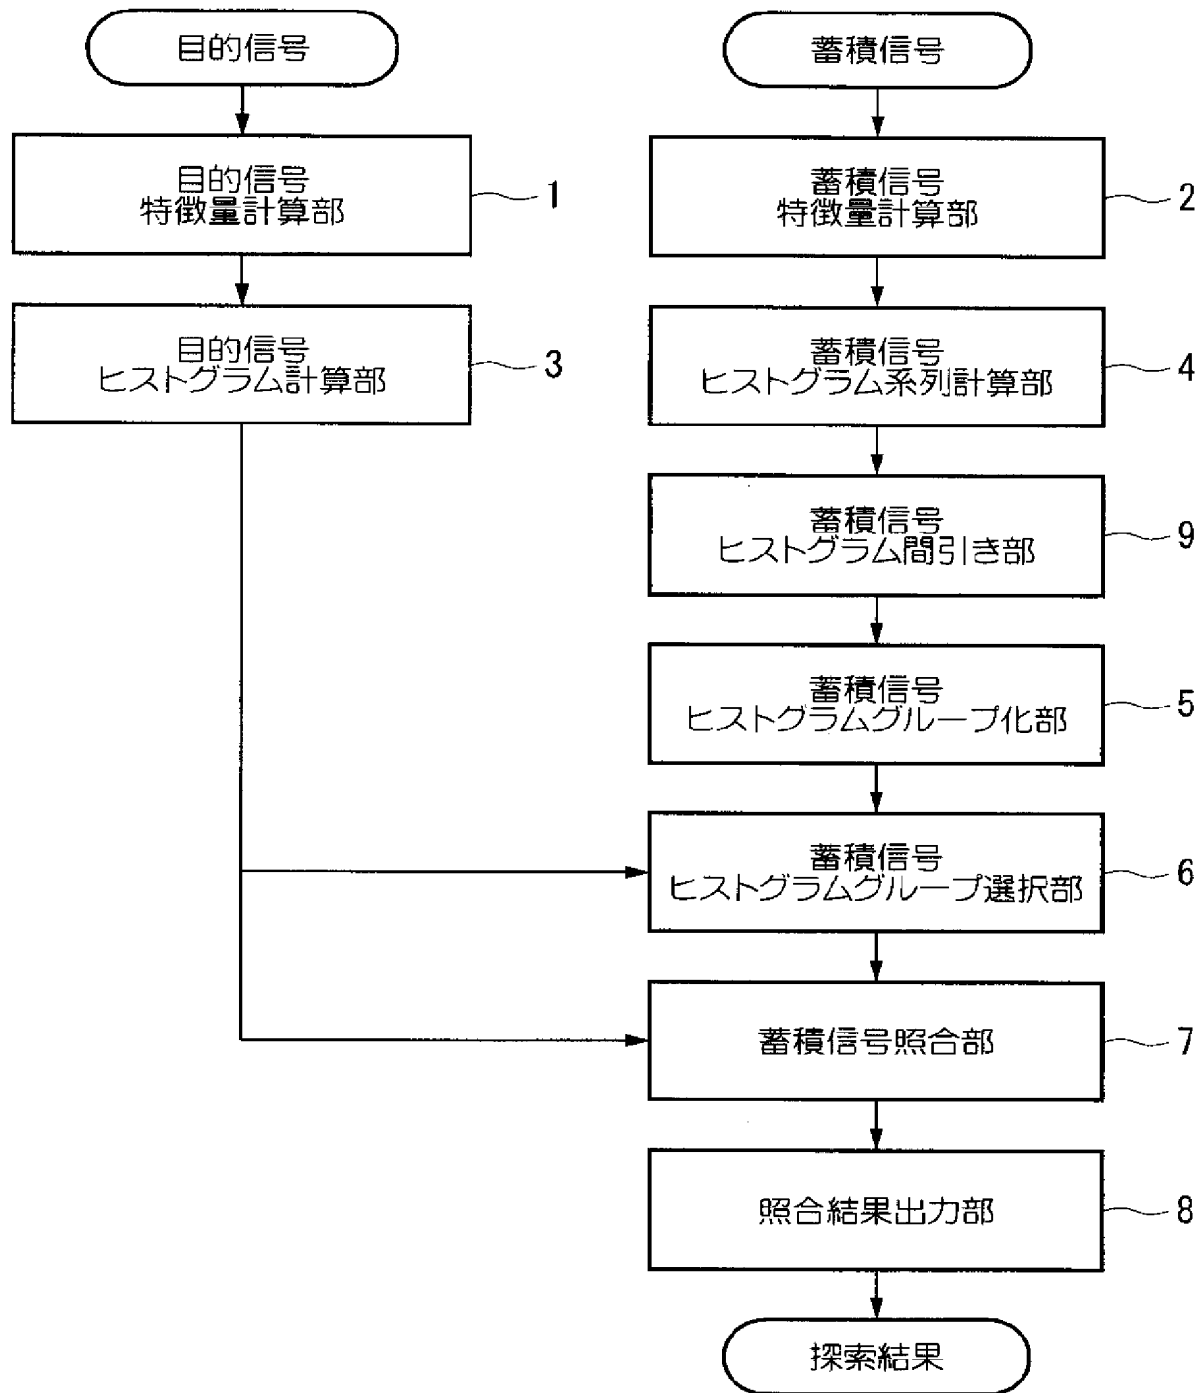 目的信号
目的信号
特徴量計算部
1
目的信号
ヒストグラム計算部
3
蓄積信号
蓄積信号
特徴量計算部
2
蓄積信号
ヒストグラム系列計算部
4
蓄積信号
ヒストグラム間引き部
9
蓄積信号
ヒストグラムグループ化部
5
蓄積信号
ヒストグラムグループ選択部
6
蓄積信号照合部
7
照合結果出力部
8
探索結果